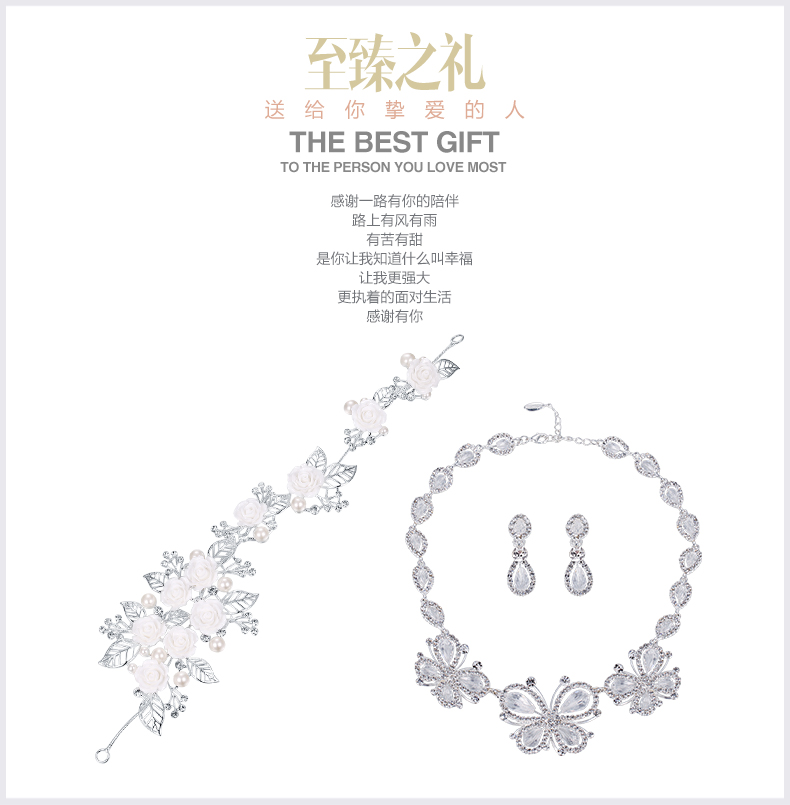 至臻之礼
送给你挚爱的人
THE BEST GIFT
TO THE PERSON YOU LOVE MOST
感谢一路有你的陪伴
路上有风有雨
有苦有甜
是你让我知道什么叫幸福
让我更强大
更执着的面对生活
感谢有你